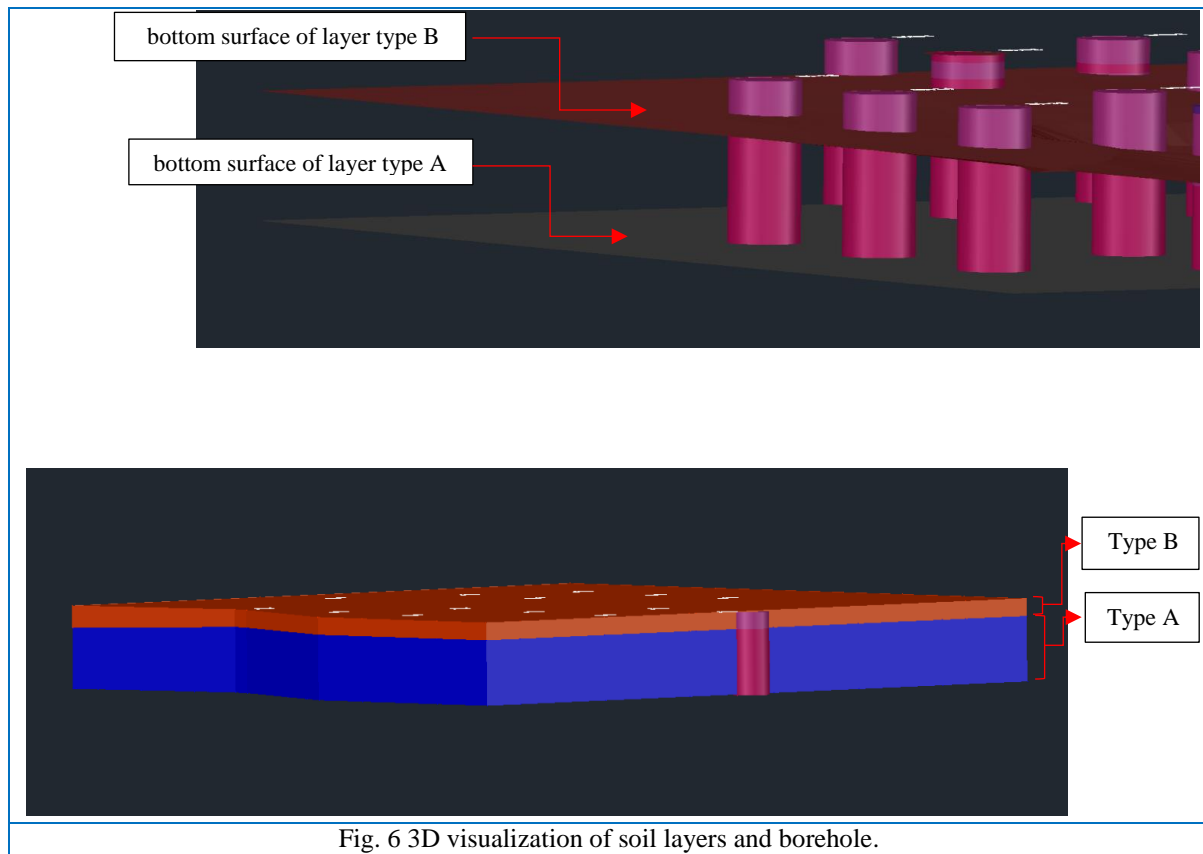 bottom surface of layer type B
bottom surface of layer type A
Type B
Type A
Fig. 6 3D visualization of soil layers and borehole.